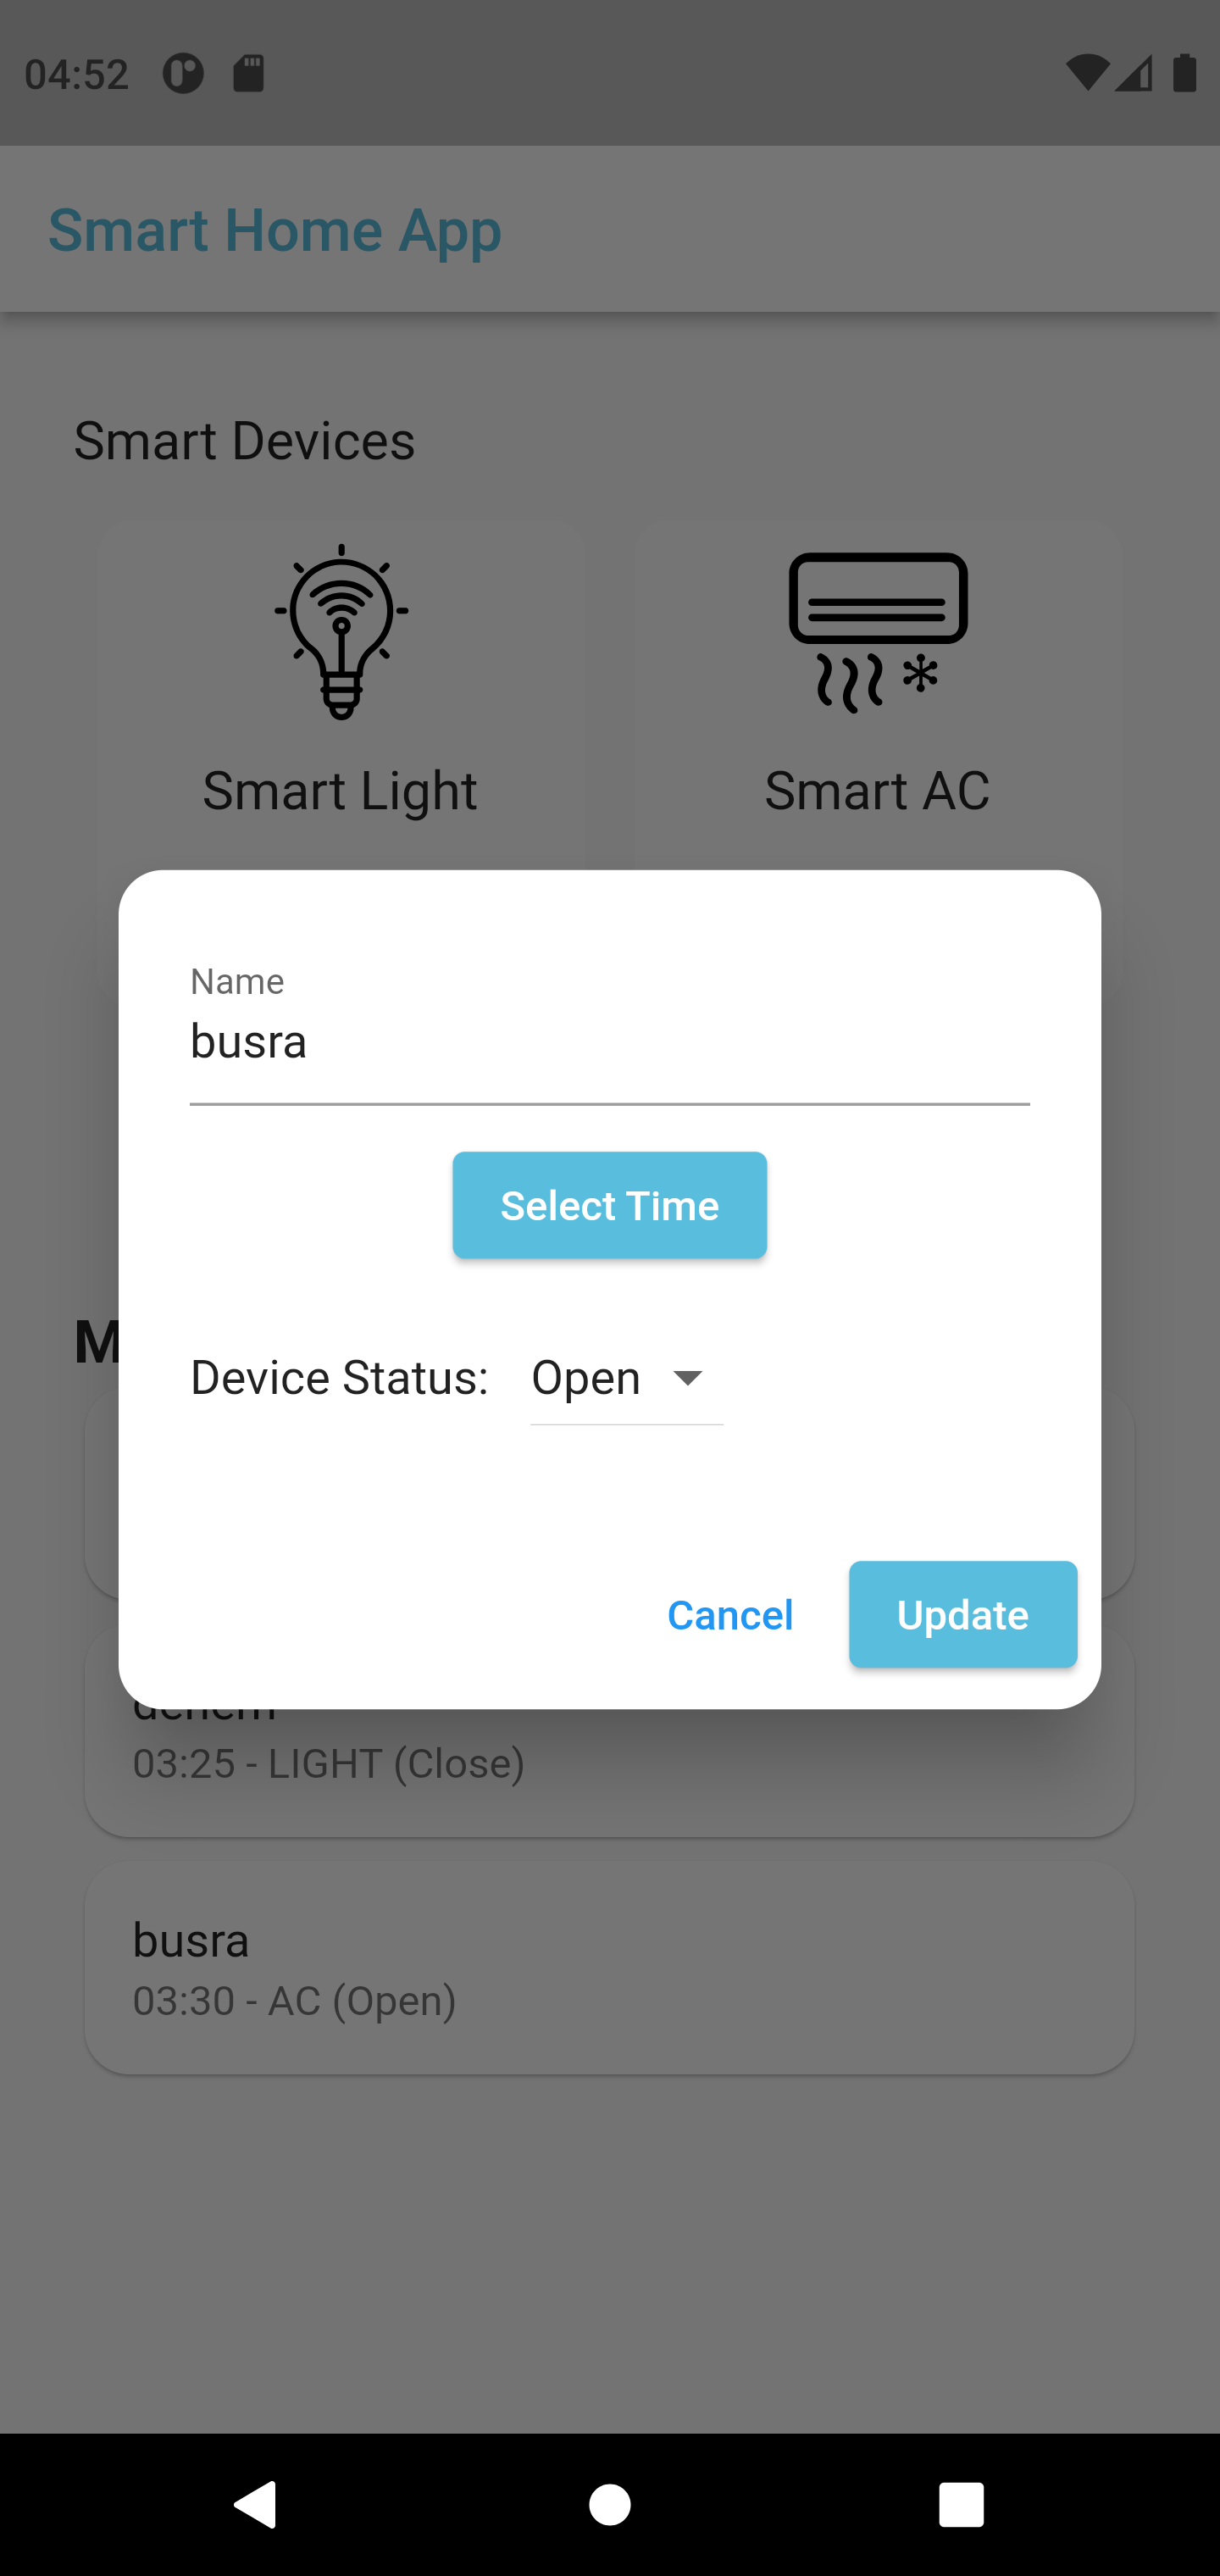 04:52
Smart Home App
Smart Devices
Smart Light
Smart AC
Name
busra
Select Time
Device Status: Open
Cancel
Update
03:25 - LIGHT (Close)
busra
03:30 - AC (Open)